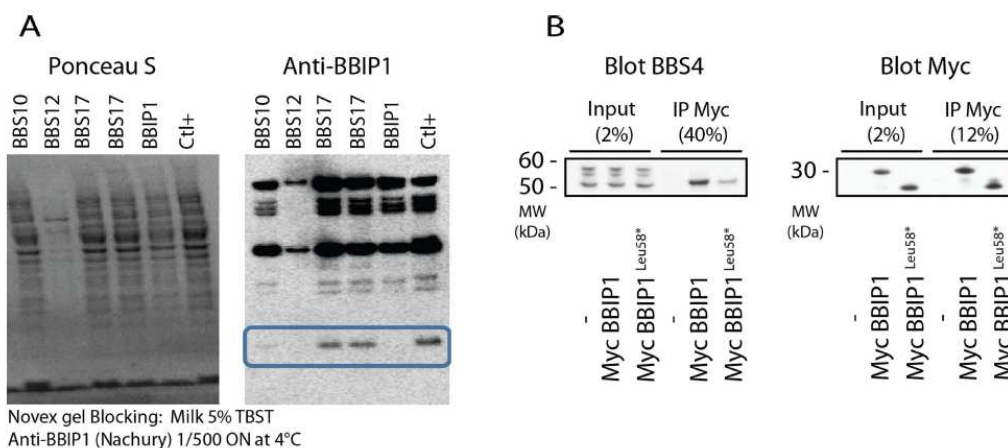 A
Ponceau S
BBS10
BBS12
BBS17
BBS17
BBIP1
Ctl+
Anti-BBIP1
BBS10
BBS12
BBS17
BBS17
BBIP1
Ctl+
Novex gel Blocking: Milk 5% TBST
Anti-BBIP1 (Nachury) 1/500 ON at 4°C
B
Blot BBS4
Input IP Myc
(2%) (40%)
60 -
50 -
MW
(kDa)
-
Myc BBIP1
Myc BBIP1 Leu58*
-
Myc BBIP1
Myc BBIP1 Leu58*
Blot Myc
Input IP Myc
(2%) (12%)
30 -
MW
(kDa)
-
Myc BBIP1
Myc BBIP1 Leu58*
-
Myc BBIP1
Myc BBIP1 Leu58*